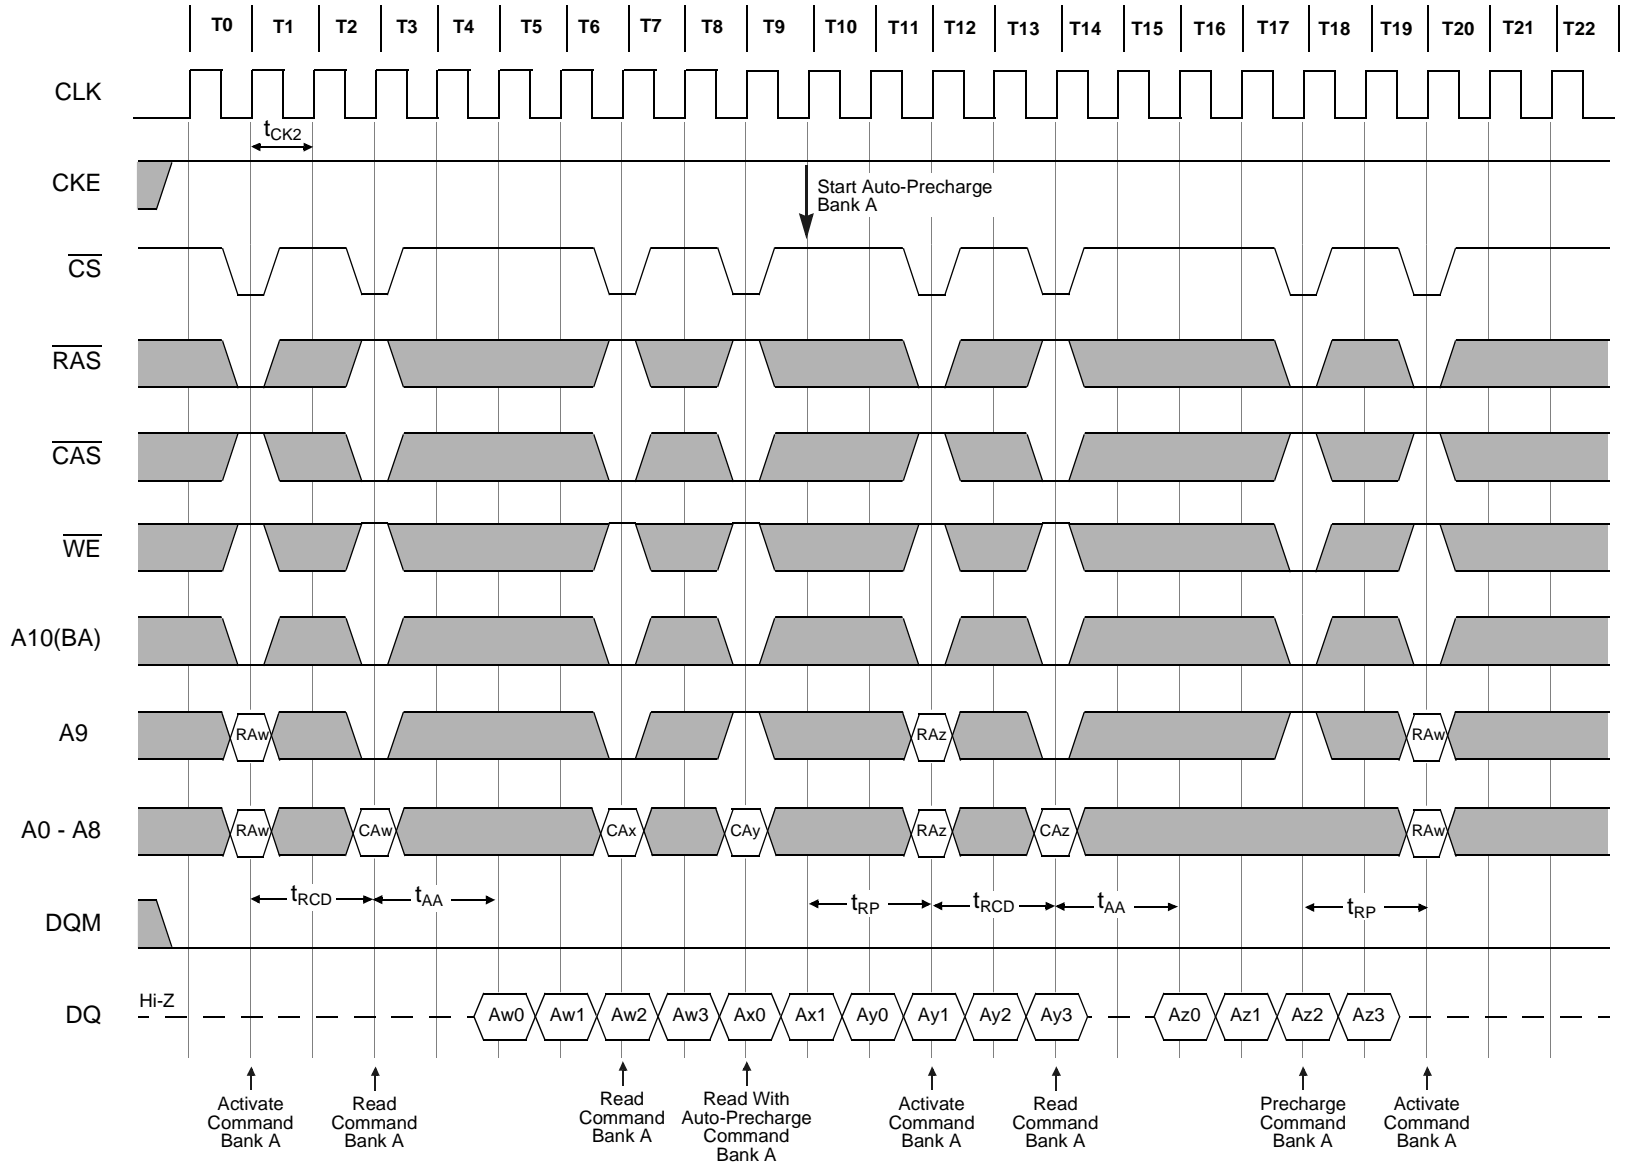 T0 T1 T2 T3 T4 T5 T6 T7 T8 T9 T10 T11 T12 T13 T14 T15 T16 T17 T18 T19 T20 T21 T22
CLK
tCK2
CKE
Start Auto-Precharge
Bank A
CS
RAS
CAS
WE
A10(BA)
A9
RAw RAz RAw
A0 - A8
RAw CAw CAx CAy RAz CAz RAw
tRCD tAA tRP tRCD tAA tRP
DQM
Hi-Z
DQ
Aw0 Aw1 Aw2 Aw3 Ax0 Ax1 Ay0 Ay1 Ay2 Ay3 Az0 Az1 Az2 Az3
Activate
Command
Bank A
Read
Command
Bank A
Read
Command
Bank A
Read With
Auto-Precharge
Command
Bank A
Activate
Command
Bank A
Read
Command
Bank A
Precharge
Command
Bank A
Activate
Command
Bank A